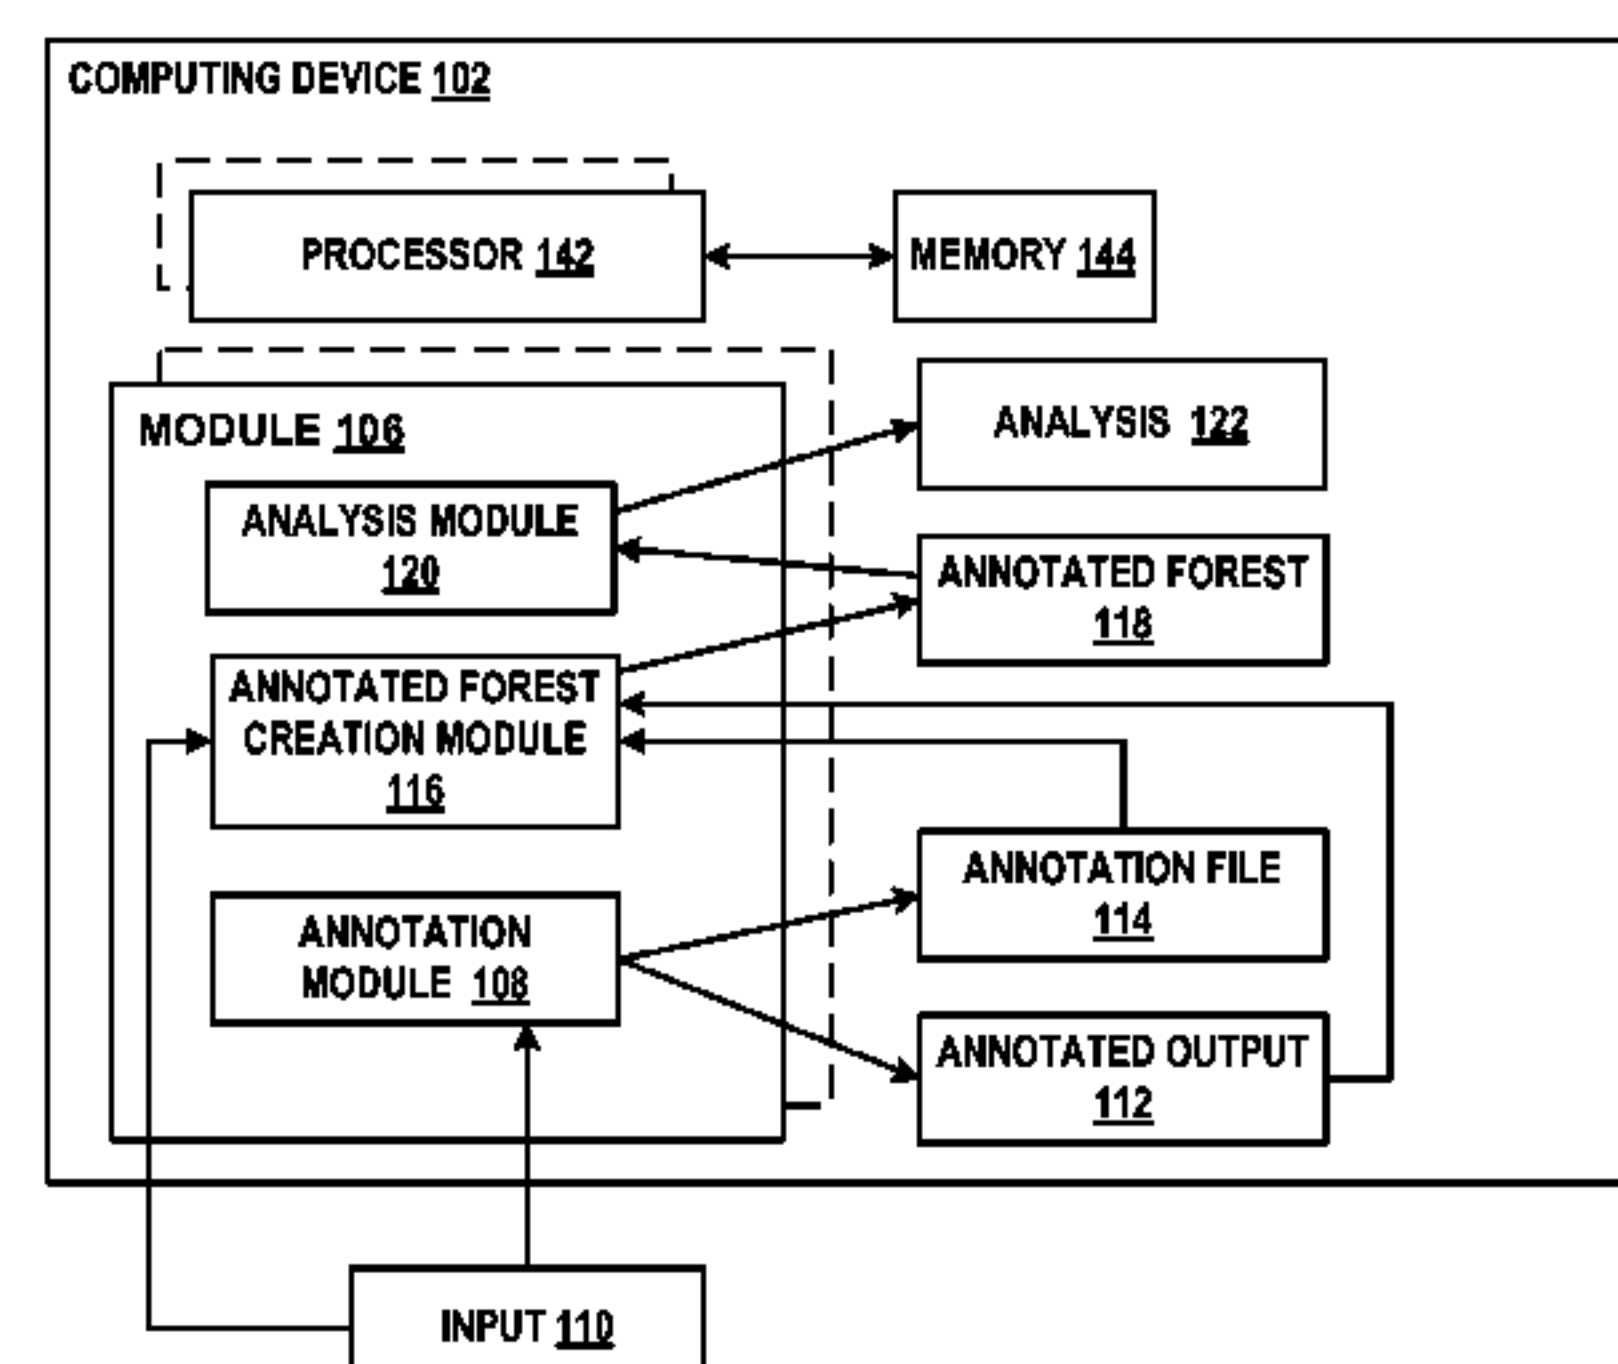 COMPUTING DEVICE 102
PROCESSOR 142
MEMORY 144
MODULE 106
ANALYSIS 122
ANALYSIS MODULE
120
ANNOTATED FOREST
118
ANNOTATED FOREST
CREATION MODULE
116
ANNOTATION FILE
114
ANNOTATION
MODULE 108
ANNOTATED OUTPUT
112
INPUT 110